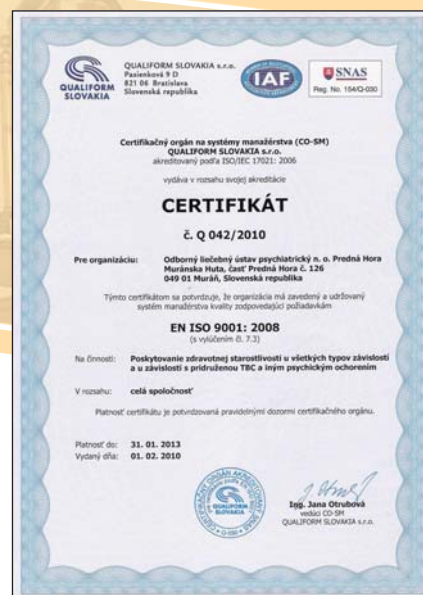 QUALIFORM
SLOVAKIA
QUALIFORM SLOVAKIA s.r.o.
Pasienková 9 D
821 06 Bratislava
Slovenská republika
IAF
SNAS
Reg. No. 154/Q-030
Certifikačný orgán na systémy manažérstva (CO-SM)
QUALIFORM SLOVAKIA s.r.o.
akreditovaný podľa ISO/IEC 17021: 2006
vydáva v rozsahu svojej akreditácie
CERTIFIKÁT
č. Q 042/2010
Pre organizáciu: Odborný liečebný ústav psychiatrický n. o. Predná Hora
Muránska Huta, časť Predná Hora č. 126
049 01 Muráň, Slovenská republika
Týmto certifikátom sa potvrdzuje, že organizácia má zavedený a udržovaný
systém manažérstva kvality zodpovedajúci požiadavkám
EN ISO 9001: 2008
(s vylúčením čl. 7.3)
Na činnosti: Poskytovanie zdravotnej starostlivosti u všetkých typov závislostí
a u závislostí s pridruženou TBC a iným psychickým ochorením
V rozsahu: celá spoločnosť
Platnosť certifikátu je potvrdzovaná pravidelnými dozormi certifikačného orgánu.
Platnosť do: 31. 01. 2013
Vydaný dňa: 01. 02. 2010
QUALIFORM
SLOVAKIA
Ing. Jana Otrubová
vedúci CO-SM
QUALIFORM SLOVAKIA s.r.o.